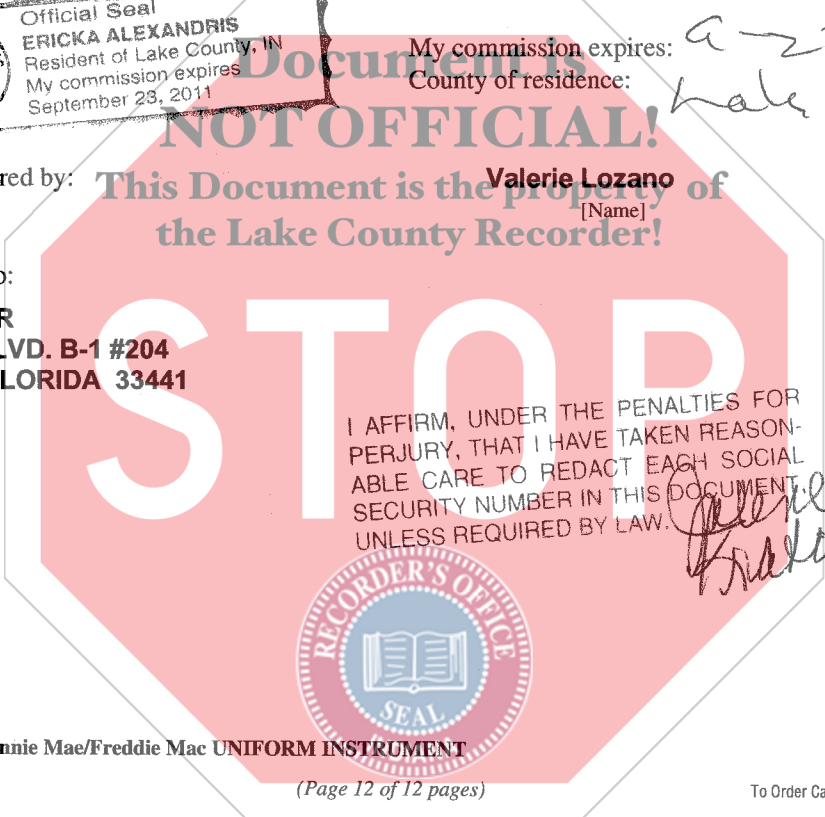 Official Seal
ERICKA ALEXANDRIS
Resident of Lake County, IN
My commission expires
September 23, 2011
My commission expires:
County of residence: Lake
Document is
NOT OFFICIAL!
This Document is the property of
the Lake County Recorder!
red by: Valerie Lozano
[Name]
o:
R
LVD. B-1 #204
LORIDA 33441
STOP
I AFFIRM, UNDER THE PENALTIES FOR
PERJURY, THAT I HAVE TAKEN REASON-
ABLE CARE TO REDACT EACH SOCIAL
SECURITY NUMBER IN THIS DOCUMENT,
UNLESS REQUIRED BY LAW.
RECORDER'S OFFICE
SEAL
INDIANA
nnie Mae/Freddie Mac UNIFORM INSTRUMENT
(Page 12 of 12 pages)
To Order Ca